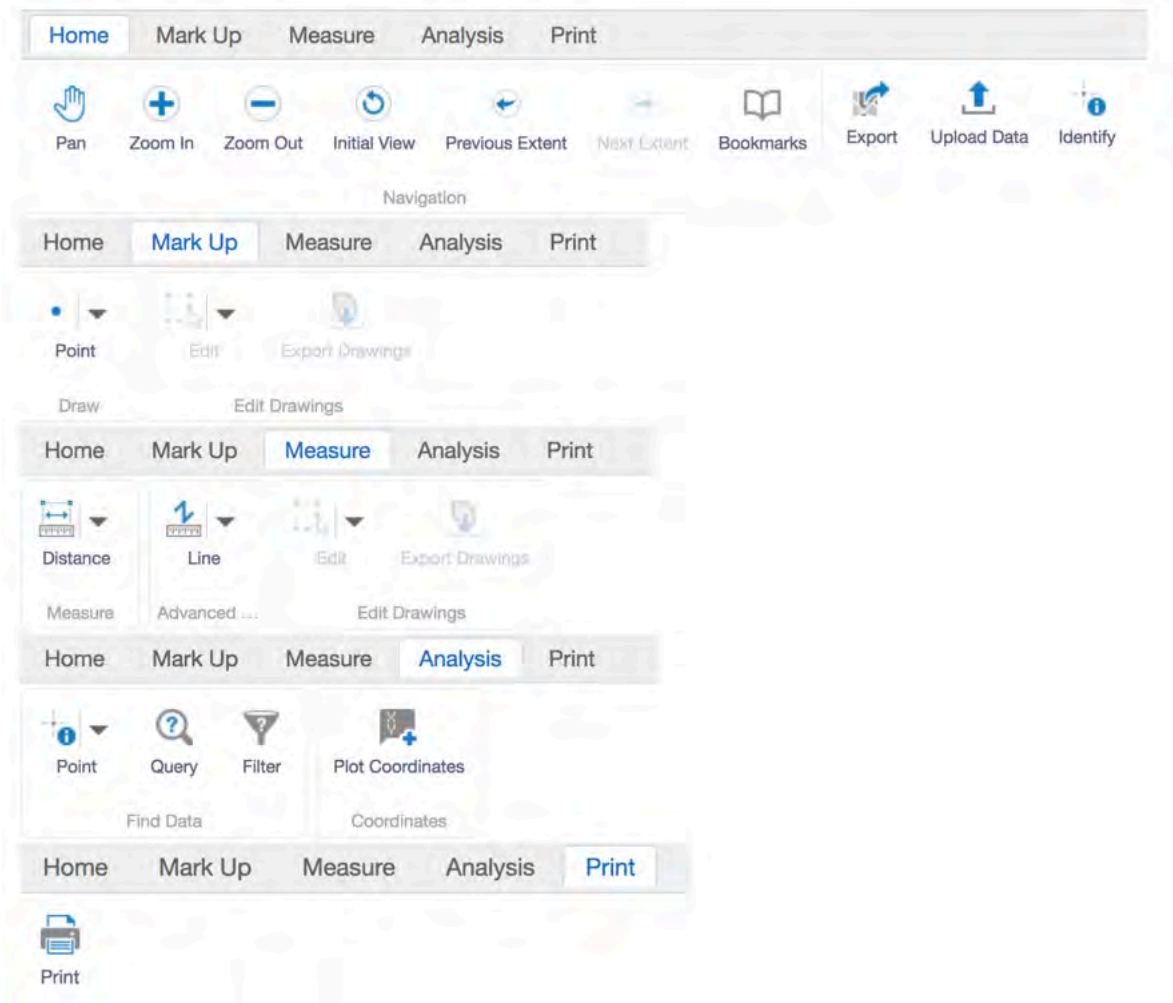 Home Mark Up Measure Analysis Print
Pan Zoom In Zoom Out Initial View Previous Extent Next Extent Bookmarks Export Upload Data Identify
Navigation
Home Mark Up Measure Analysis Print
Point Edit Export Drawings
Draw Edit Drawings
Home Mark Up Measure Analysis Print
Distance Line Edit Export Drawings
Measure Advanced ... Edit Drawings
Home Mark Up Measure Analysis Print
Point Query Filter Plot Coordinates
Find Data Coordinates
Home Mark Up Measure Analysis Print
Print